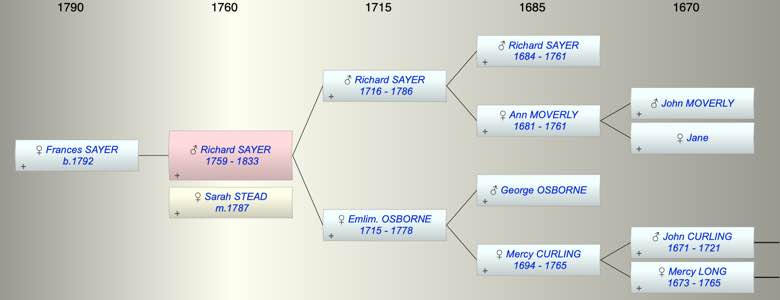 1790 1760 1715 1685 1670
♂ Richard SAYER
1684 - 1761
+
♂ Richard SAYER
1716 - 1786
+
♀ Ann MOVERLY
1681 - 1761
+
♂ John MOVERLY
+
♀ Jane
+
♀ Frances SAYER
b.1792
+
♂ Richard SAYER
1759 - 1833
+
♀ Sarah STEAD
m.1787
+
♀ Emlim. OSBORNE
1715 - 1778
+
♂ George OSBORNE
+
♀ Mercy CURLING
1694 - 1765
+
♂ John CURLING
1671 - 1721
+
♀ Mercy LONG
1673 - 1765
+